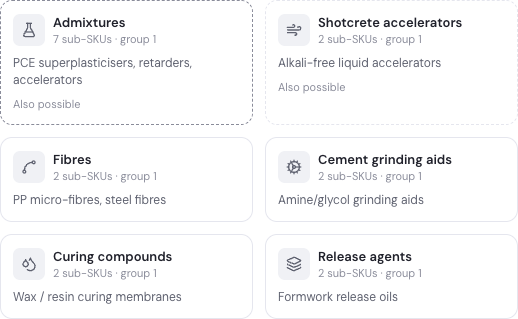 Admixtures
7 sub-SKUs · group 1
PCE superplasticisers, retarders,
accelerators
Also possible
Shotcrete accelerators
2 sub-SKUs · group 1
Alkali-free liquid accelerators
Also possible
Fibres
2 sub-SKUs · group 1
PP micro-fibres, steel fibres
Cement grinding aids
2 sub-SKUs · group 1
Amine/glycol grinding aids
Curing compounds
2 sub-SKUs · group 1
Wax / resin curing membranes
Release agents
2 sub-SKUs · group 1
Formwork release oils